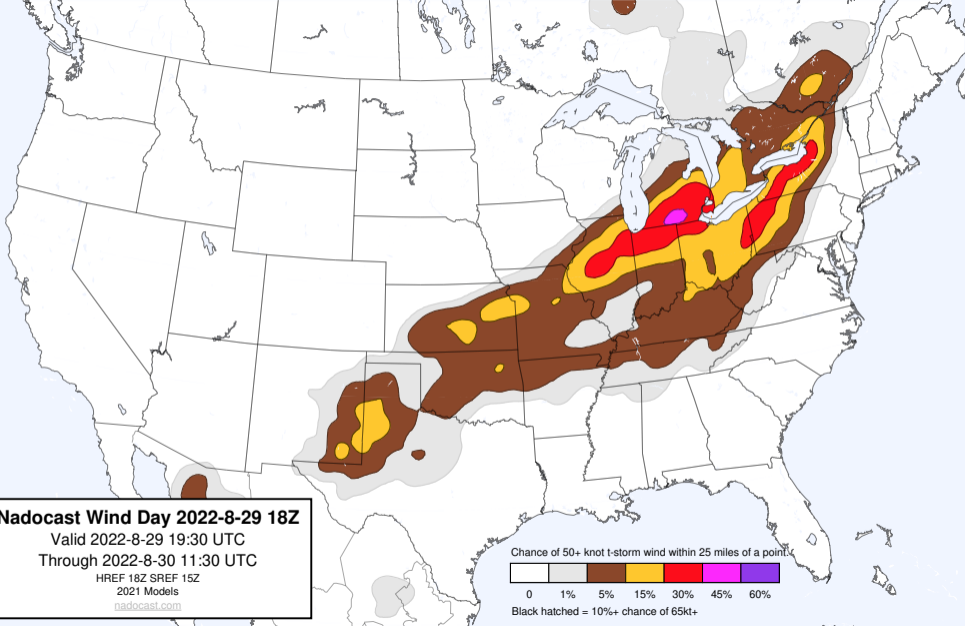 Nadocast Wind Day 2022-8-29 18Z
Valid 2022-8-29 19:30 UTC
Through 2022-8-30 11:30 UTC
HREF 18Z SREF 15Z
2021 Models
nadocast.com
Chance of 50+ knot t-storm wind within 25 miles of a point.
0 1% 5% 15% 30% 45% 60%
Black hatched = 10%+ chance of 65kt+